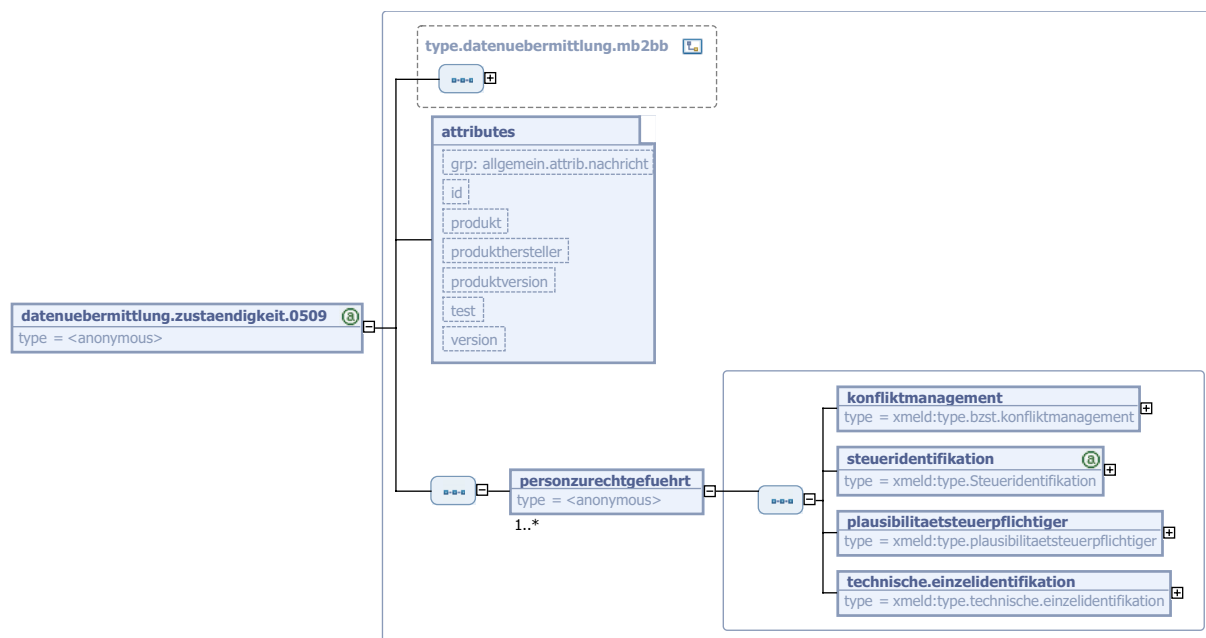 type.datenuebermittlung.mb2bb
attributes
grp: allgemein.attrib.nachricht
id
produkt
produkthersteller
produktversion
test
version
datenuebermittlung.zustaendigkeit.0509 a
type = <anonymous>
personzurechtgefuehrt
type = <anonymous>
1..*
konfliktmanagement
type = xmeld:type.bzst.konfliktmanagement
steueridentifikation a
type = xmeld:type.Steueridentifikation
plausibilitaetsteuerpflichtiger
type = xmeld:type.plausibilitaetsteuerpflichtiger
technische.einzelidentifikation
type = xmeld:type.technische.einzelidentifikation